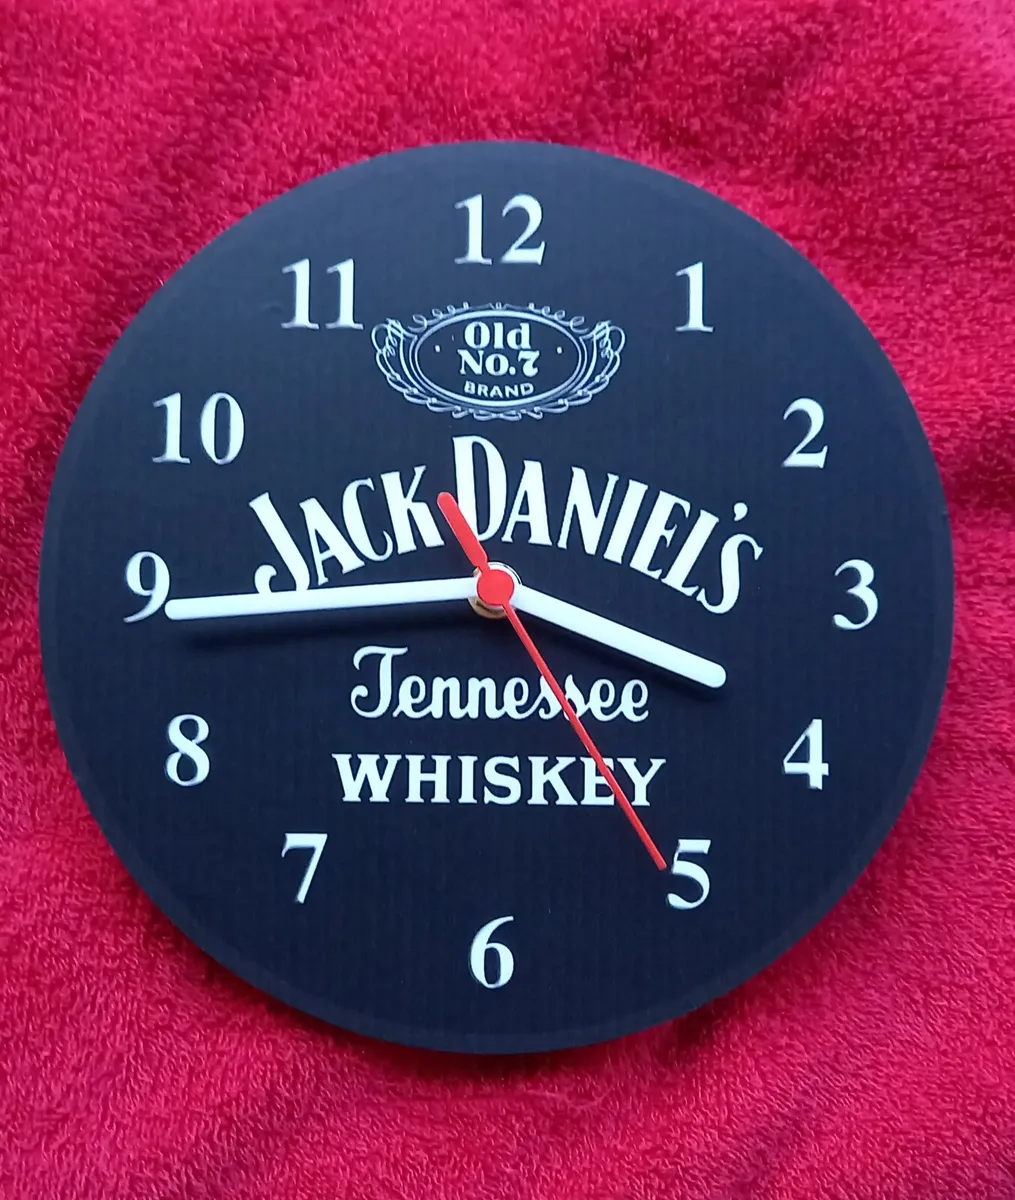 12
11 1
Old
No.7
BRAND
10 2
JACK DANIEL'S
9 3
Tennessee
8 4
WHISKEY
7 5
6